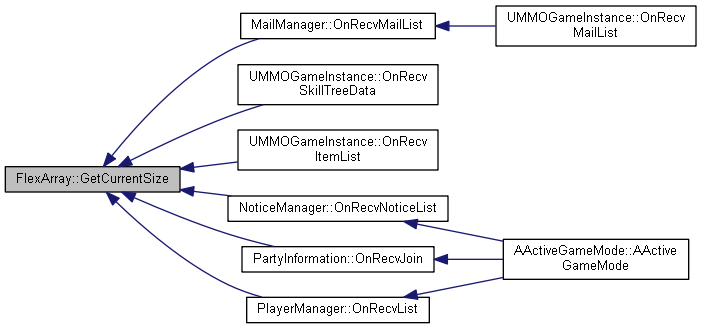 FlexArray::GetCurrentSize
MailManager::OnRecvMailList
UMMOGameInstance::OnRecv
MailList
UMMOGameInstance::OnRecv
SkillTreeData
UMMOGameInstance::OnRecv
ItemList
NoticeManager::OnRecvNoticeList
PartyInformation::OnRecvJoin
PlayerManager::OnRecvList
AActiveGameMode::AActive
GameMode